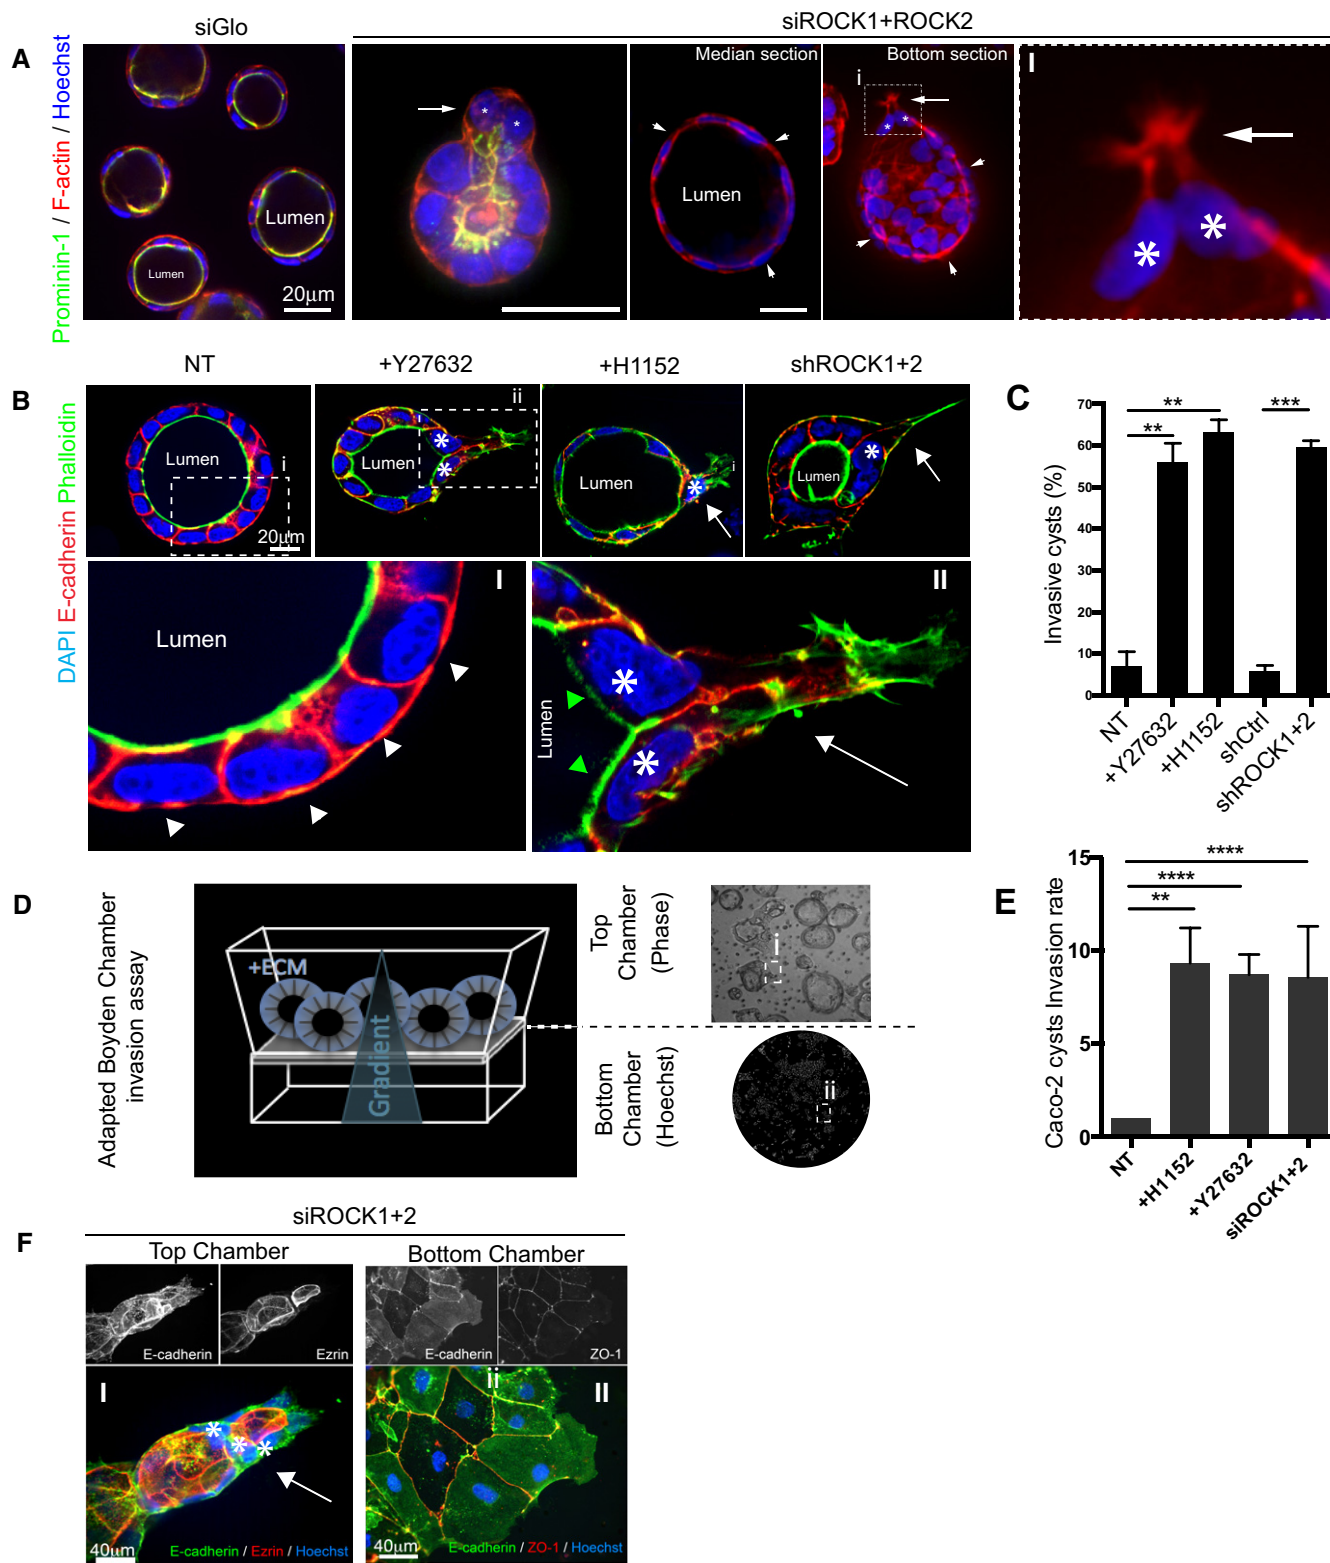 A
siGlo
siROCK1+ROCK2
Prominin-1 / F-actin / Hoechst
Lumen
Lumen
20μm
*
*
Median section
Lumen
Bottom section
i
*
*
I
*
*
B
NT
+Y27632
+H1152
shROCK1+2
DAPI E-cadherin Phalloidin
Lumen
i
20μm
ii
Lumen
*
*
Lumen
*
i
Lumen
*
I
Lumen
II
Lumen
*
*
C
Invasive cysts (%)
70
60
50
40
30
20
10
0
**
**
***
NT
+Y27632
+H1152
shCtrl
shROCK1+2
D
Adapted Boyden Chamber
invasion assay
+ECM
Gradient
Top
Chamber
(Phase)
i
Bottom
Chamber
(Hoechst)
ii
E
Caco-2 cysts Invasion rate
15
10
5
0
****
****
**
NT
+H1152
+Y27632
siROCK1+2
F
siROCK1+2
Top Chamber
Bottom Chamber
E-cadherin
Ezrin
E-cadherin
ZO-1
I
*
*
*
40μm
E-cadherin / Ezrin / Hoechst
ii
II
40μm
E-cadherin / ZO-1 / Hoechst